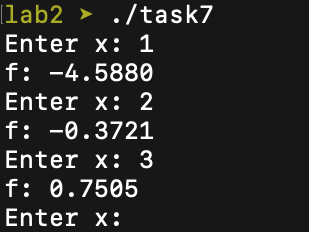 lab2 ➤ ./task7
Enter x: 1
f: -4.5880
Enter x: 2
f: -0.3721
Enter x: 3
f: 0.7505
Enter x: